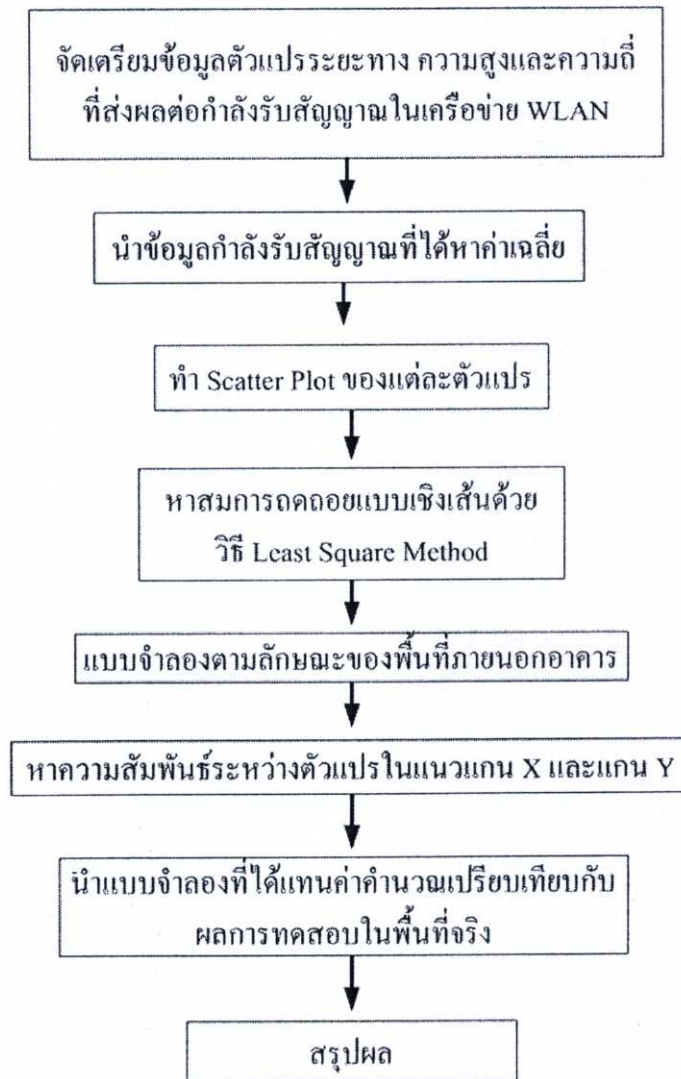 จัดเตรียมข้อมูลตัวแปรระยะทาง ความสูงและความถี่
ที่ส่งผลต่อกำลังรับสัญญาณในเครือข่าย WLAN
นำข้อมูลกำลังรับสัญญาณที่ได้หาค่าเฉลี่ย
ทำ Scatter Plot ของแต่ละตัวแปร
หาสมการถดถอยแบบเชิงเส้นด้วย
วิธี Least Square Method
แบบจำลองตามลักษณะของพื้นที่ภายนอกอาคาร
หาความสัมพันธ์ระหว่างตัวแปรในแนวแกน X และแกน Y
นำแบบจำลองที่ได้แทนค่าคำนวณเปรียบเทียบกับ
ผลการทดสอบในพื้นที่จริง
สรุปผล